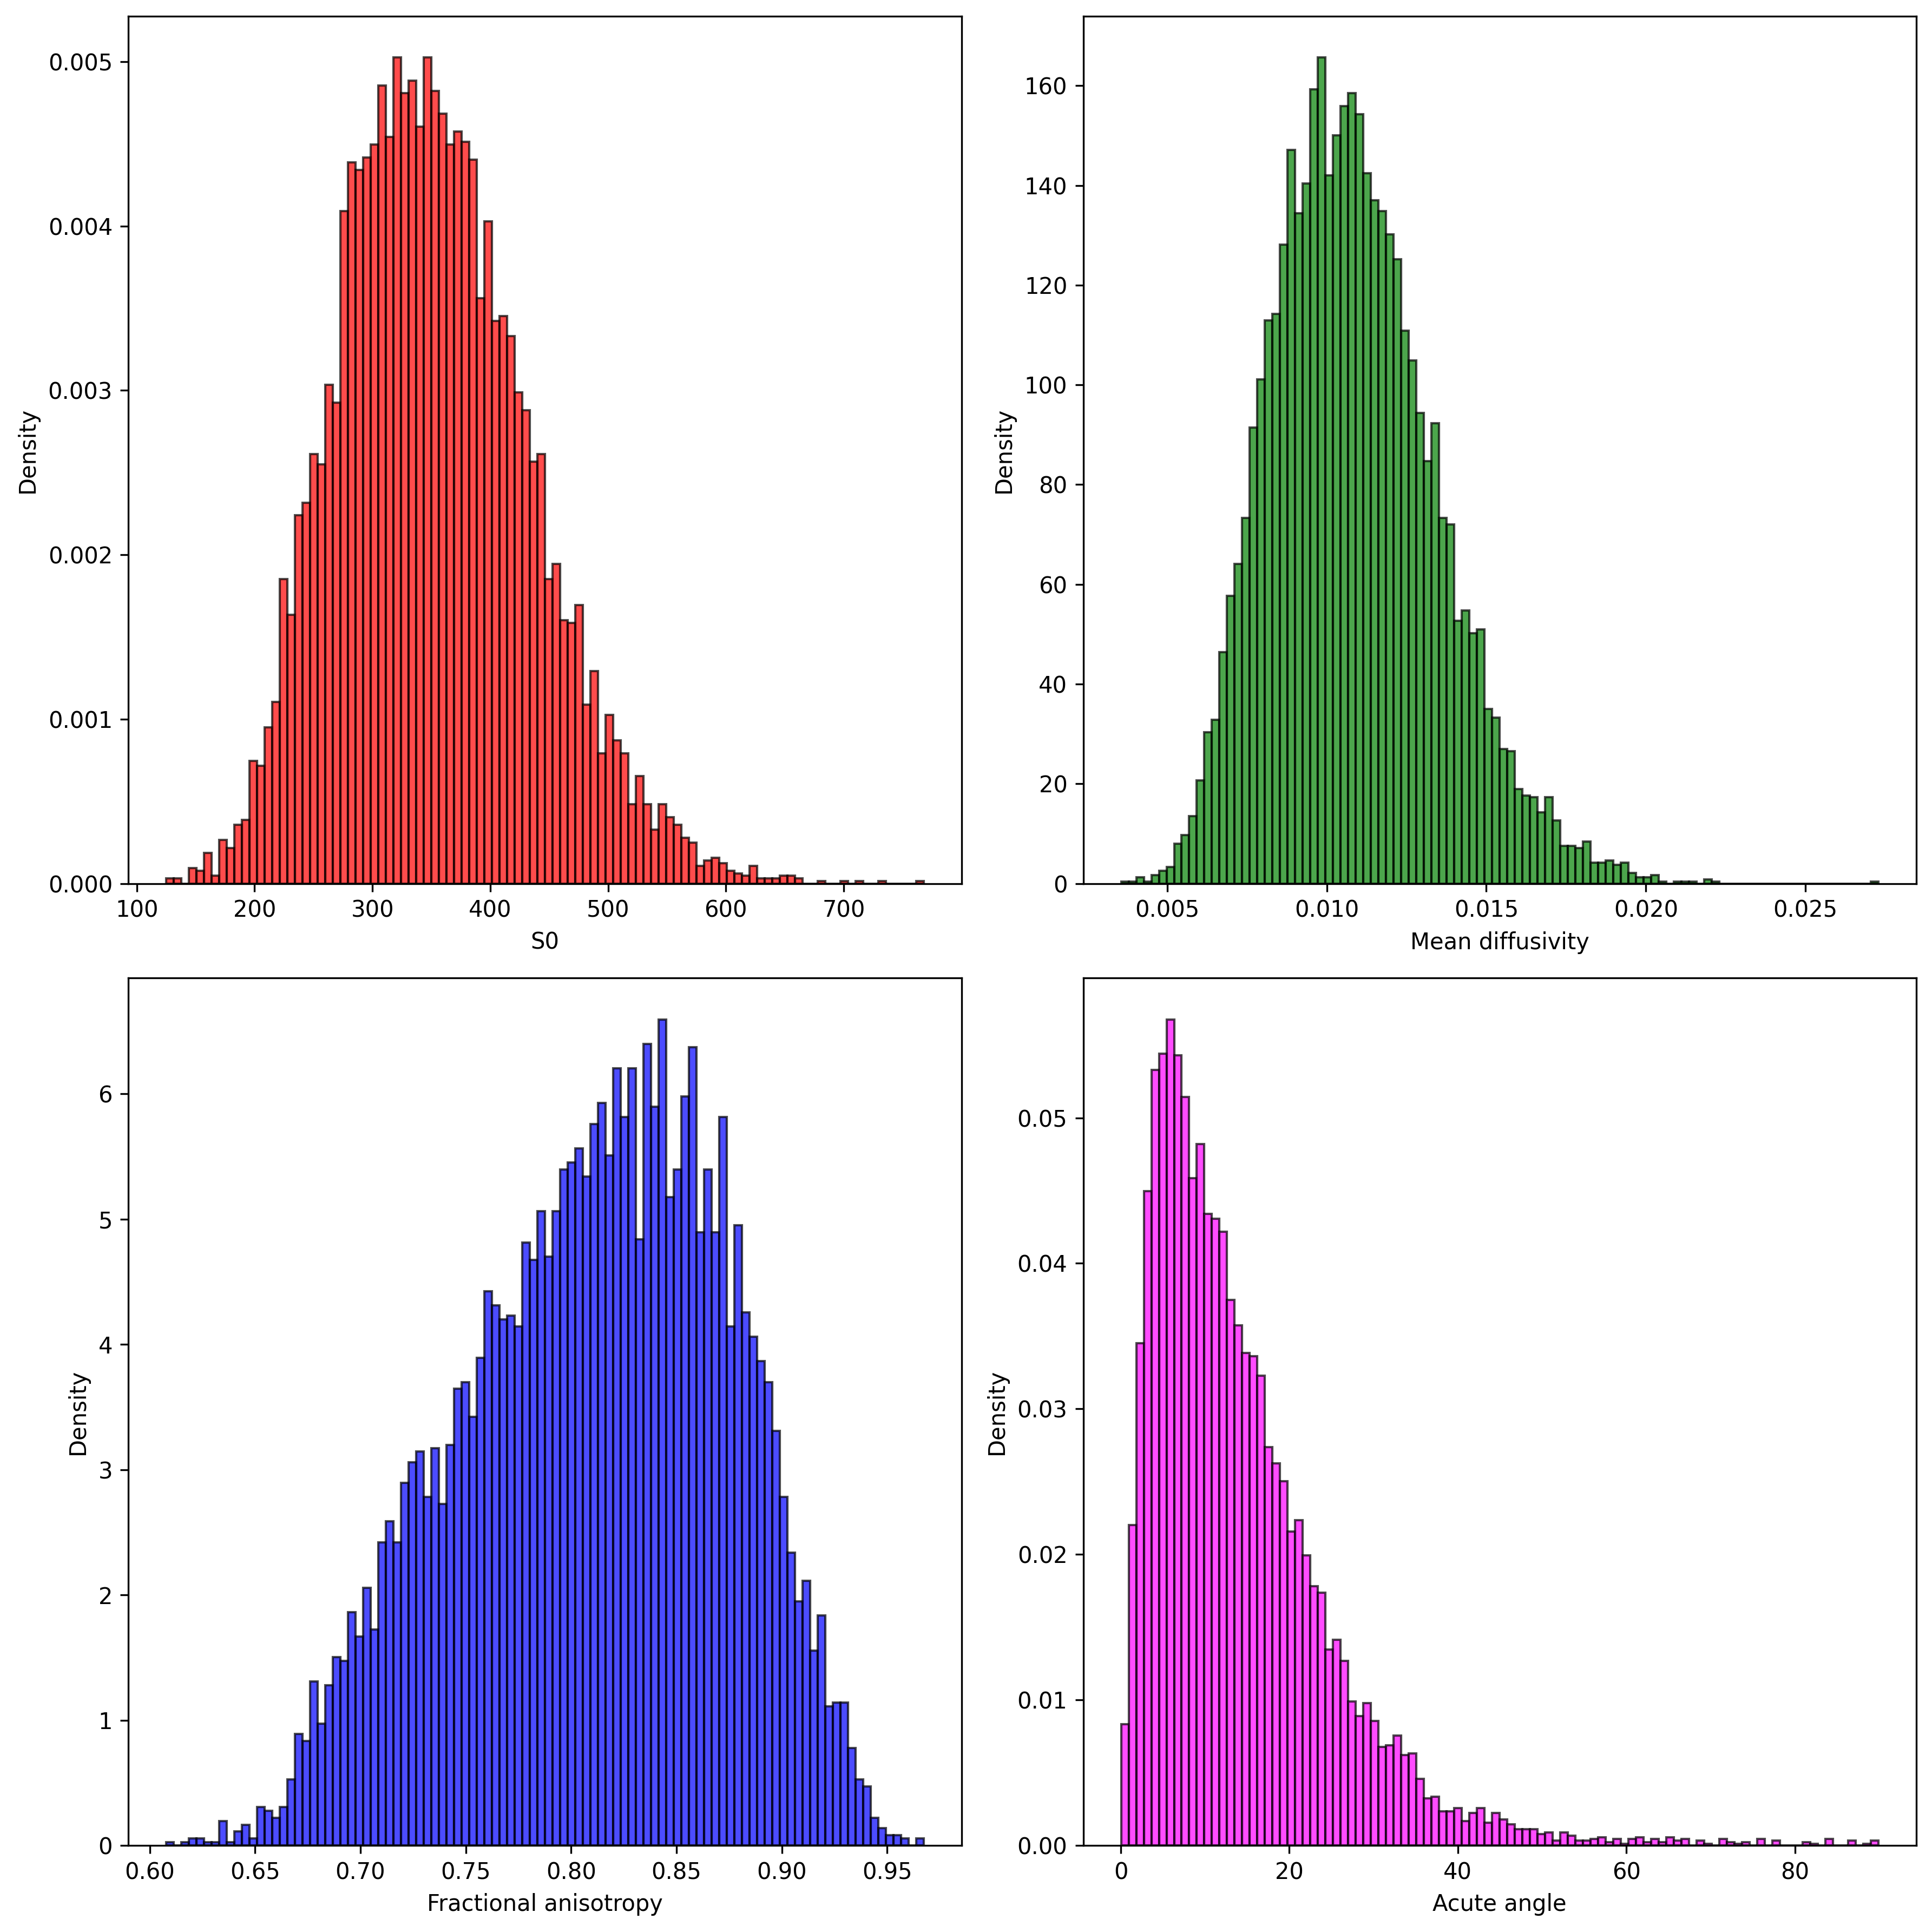 Density
0.005
0.004
0.003
0.002
0.001
0.000
100 200 300 400 500 600 700
S0
Density
160
140
120
100
80
60
40
20
0
0.005 0.010 0.015 0.020 0.025
Mean diffusivity
Density
6
5
4
3
2
1
0
0.60 0.65 0.70 0.75 0.80 0.85 0.90 0.95
Fractional anisotropy
Density
0.05
0.04
0.03
0.02
0.01
0.00
0 20 40 60 80
Acute angle